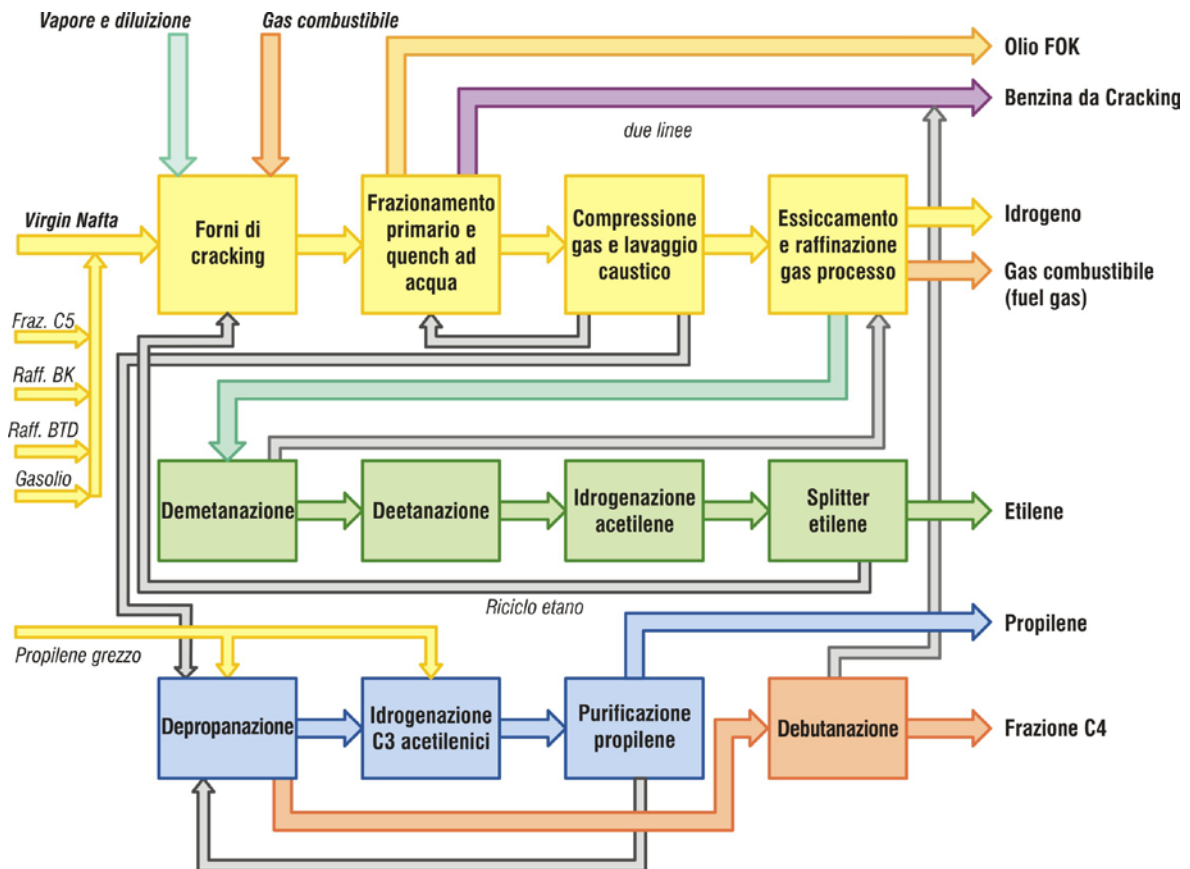 Vapore e diluizione
Gas combustibile
Olio FOK
Benzina da Cracking
due linee
Virgin Nafta
Forni di
cracking
Frazionamento
primario e
quench ad
acqua
Compressione
gas e lavaggio
caustico
Essiccamento
e raffinazione
gas processo
Idrogeno
Gas combustibile
(fuel gas)
Fraz. C5
Raff. BK
Raff. BTD
Gasolio
Demetanazione
Deetanazione
Idrogenazione
acetilene
Splitter
etilene
Etilene
Riciclo etano
Propilene
Propilene grezzo
Depropanazione
Idrogenazione
C3 acetilenici
Purificazione
propilene
Debutanazione
Frazione C4